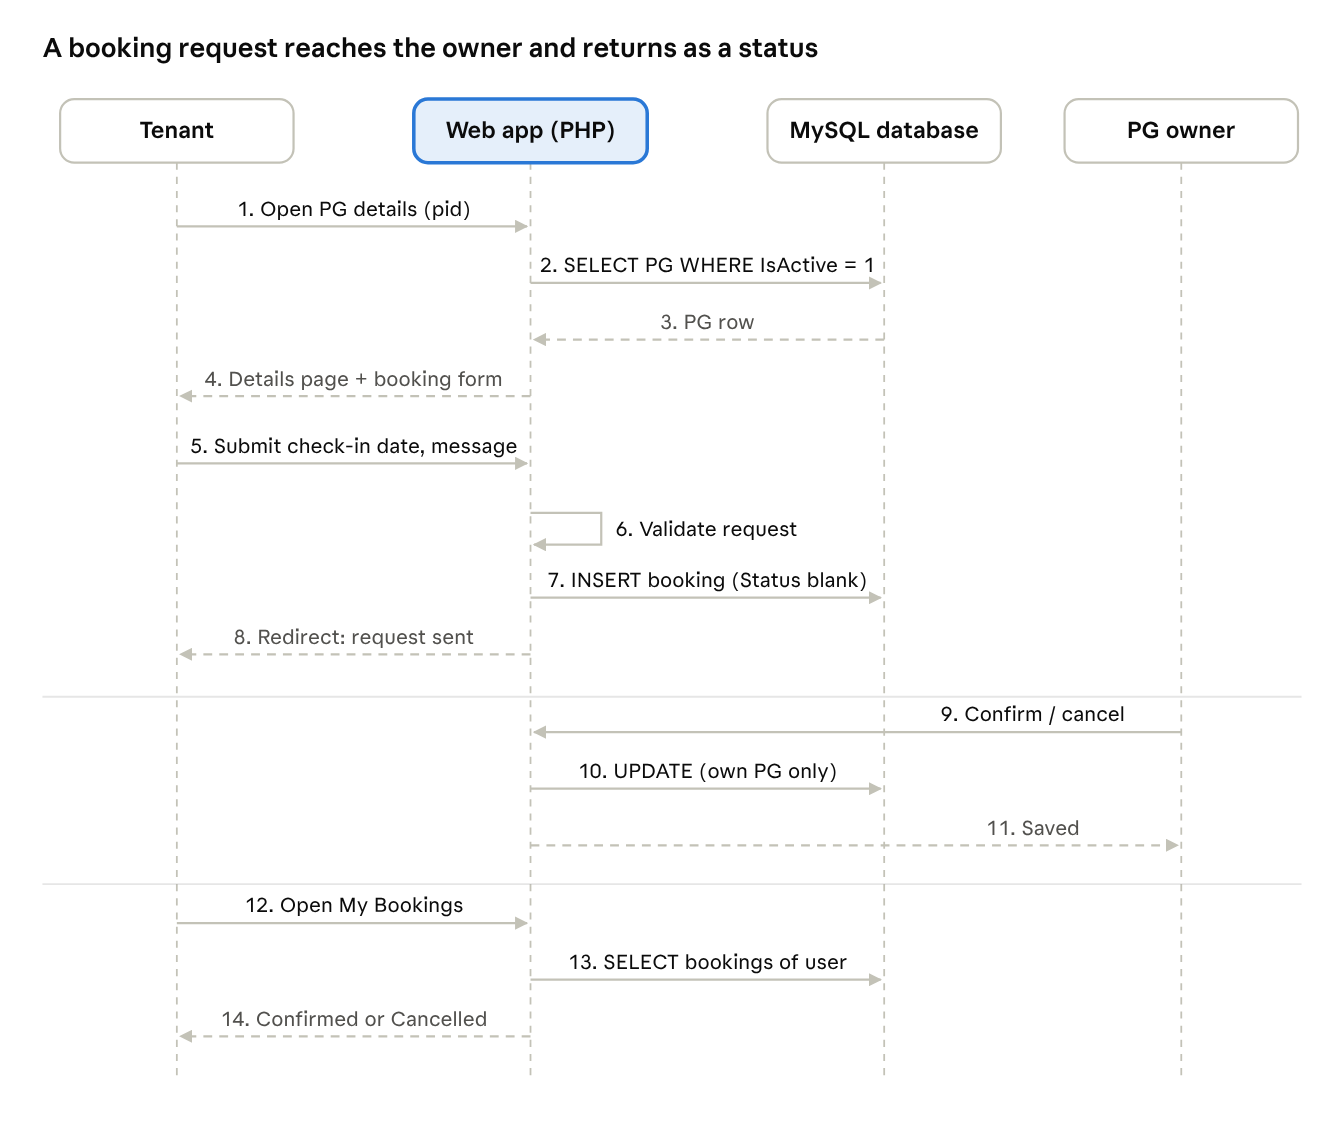 A booking request reaches the owner and returns as a status
Tenant
Web app (PHP)
MySQL database
PG owner
1. Open PG details (pid)
2. SELECT PG WHERE IsActive = 1
3. PG row
4. Details page + booking form
5. Submit check-in date, message
6. Validate request
7. INSERT booking (Status blank)
8. Redirect: request sent
9. Confirm / cancel
10. UPDATE (own PG only)
11. Saved
12. Open My Bookings
13. SELECT bookings of user
14. Confirmed or Cancelled